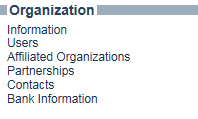 Organization
Information
Users
Affiliated Organizations
Partnerships
Contacts
Bank Information